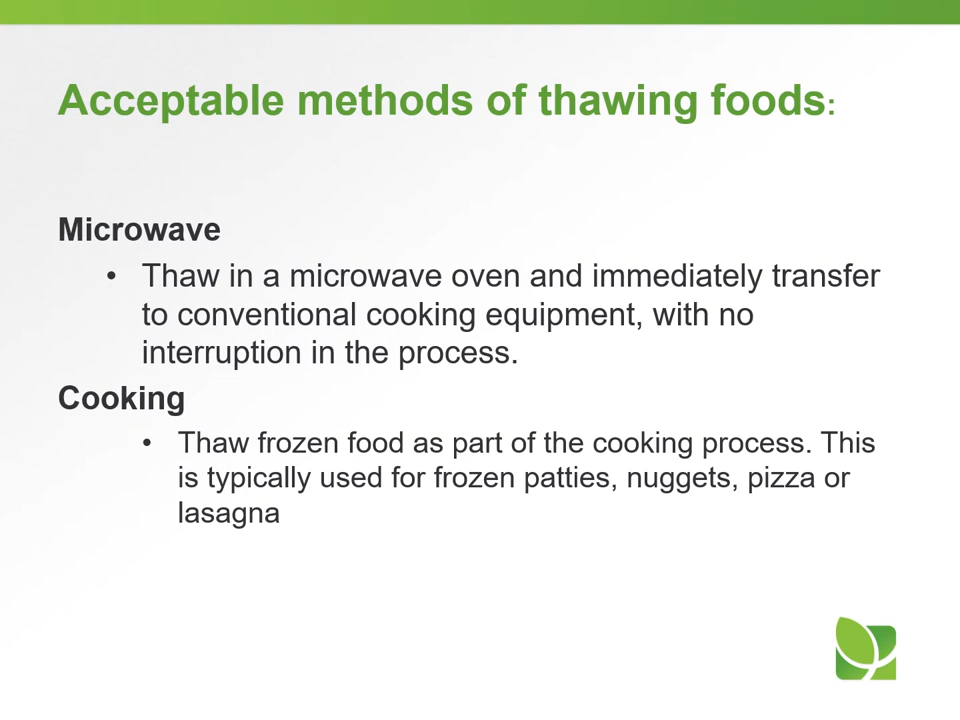 Acceptable methods of thawing foods:
Microwave
• Thaw in a microwave oven and immediately transfer
to conventional cooking equipment, with no
interruption in the process.
Cooking
• Thaw frozen food as part of the cooking process. This
is typically used for frozen patties, nuggets, pizza or
lasagna